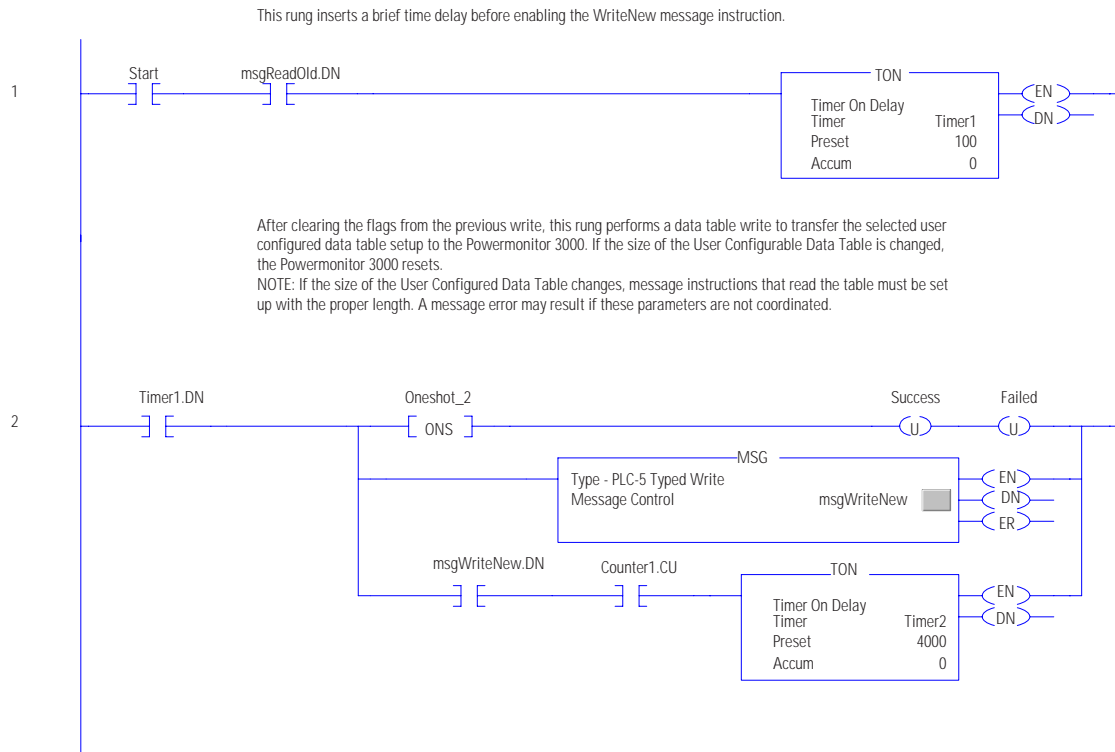 This rung inserts a brief time delay before enabling the WriteNew message instruction.
1
Start
msgReadOld.DN
TON
Timer On Delay
Timer Timer1
Preset 100
Accum 0
EN
DN
After clearing the flags from the previous write, this rung performs a data table write to transfer the selected user
configured data table setup to the Powermonitor 3000. If the size of the User Configurable Data Table is changed,
the Powermonitor 3000 resets.
NOTE: If the size of the User Configured Data Table changes, message instructions that read the table must be set
up with the proper length. A message error may result if these parameters are not coordinated.
2
Timer1.DN
Oneshot_2
ONS
Success
U
Failed
U
MSG
Type - PLC-5 Typed Write
Message Control msgWriteNew
EN
DN
ER
msgWriteNew.DN
Counter1.CU
TON
Timer On Delay
Timer Timer2
Preset 4000
Accum 0
EN
DN